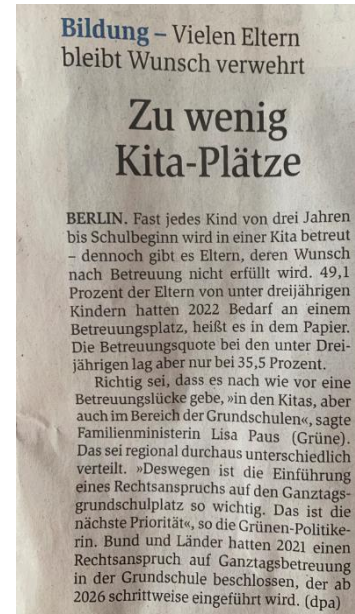 Bildung – Vielen Eltern
bleibt Wunsch verwehrt
Zu wenig
Kita-Plätze
BERLIN. Fast jedes Kind von drei Jahren
bis Schulbeginn wird in einer Kita betreut
– dennoch gibt es Eltern, deren Wunsch
nach Betreuung nicht erfüllt wird. 49,1
Prozent der Eltern von unter dreijährigen
Kindern hatten 2022 Bedarf an einem
Betreuungsplatz, heißt es in dem Papier.
Die Betreuungsquote bei den unter Drei-
jährigen lag aber nur bei 35,5 Prozent.
Richtig sei, dass es nach wie vor eine
Betreuungslücke gebe, »in den Kitas, aber
auch im Bereich der Grundschulen«, sagte
Familienministerin Lisa Paus (Grüne).
Das sei regional durchaus unterschiedlich
verteilt. »Deswegen ist die Einführung
eines Rechtsanspruchs auf den Ganztags-
grundschulplatz so wichtig. Das ist die
nächste Priorität«, so die Grünen-Politike-
rin. Bund und Länder hatten 2021 einen
Rechtsanspruch auf Ganztagsbetreuung
in der Grundschule beschlossen, der ab
2026 schrittweise eingeführt wird. (dpa)